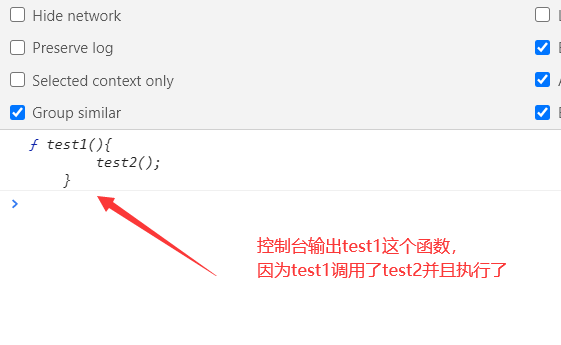 Hide network
Preserve log
Selected context only
Group similar
ƒ test1(){
test2();
}
>
控制台输出test1这个函数，
因为test1调用了test2并且执行了